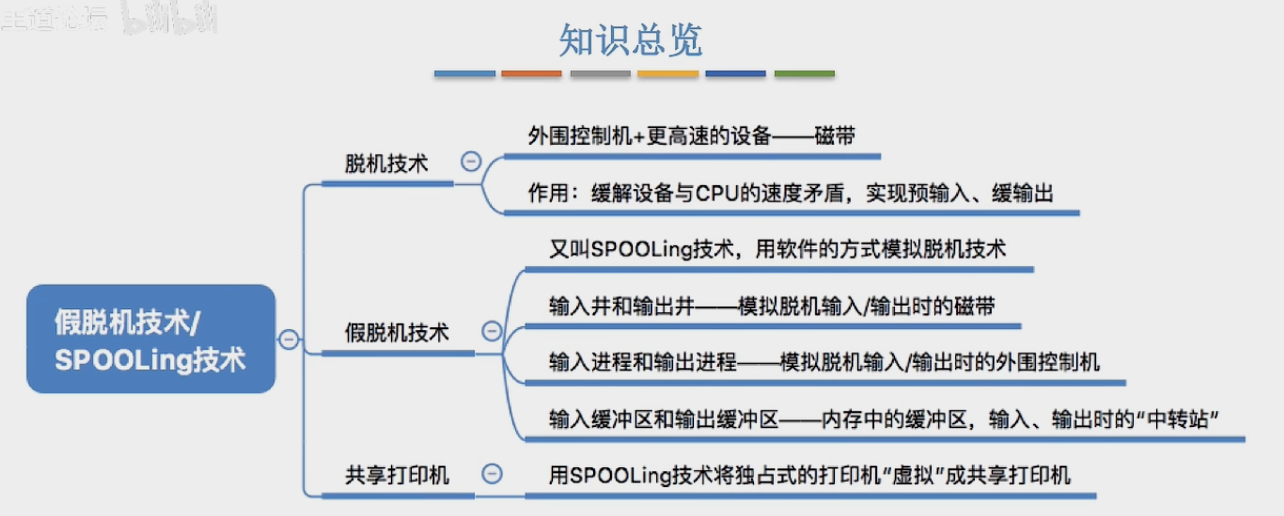 王道论坛 bilibili
知识总览
外围控制机+更高速的设备——磁带
脱机技术
作用：缓解设备与CPU的速度矛盾，实现预输入、缓输出
又叫SPOOLing技术，用软件的方式模拟脱机技术
输入井和输出井——模拟脱机输入/输出时的磁带
假脱机技术/
SPOOLing技术
假脱机技术
输入进程和输出进程——模拟脱机输入/输出时的外围控制机
输入缓冲区和输出缓冲区——内存中的缓冲区，输入、输出时的“中转站”
共享打印机
用SPOOLing技术将独占式的打印机“虚拟”成共享打印机